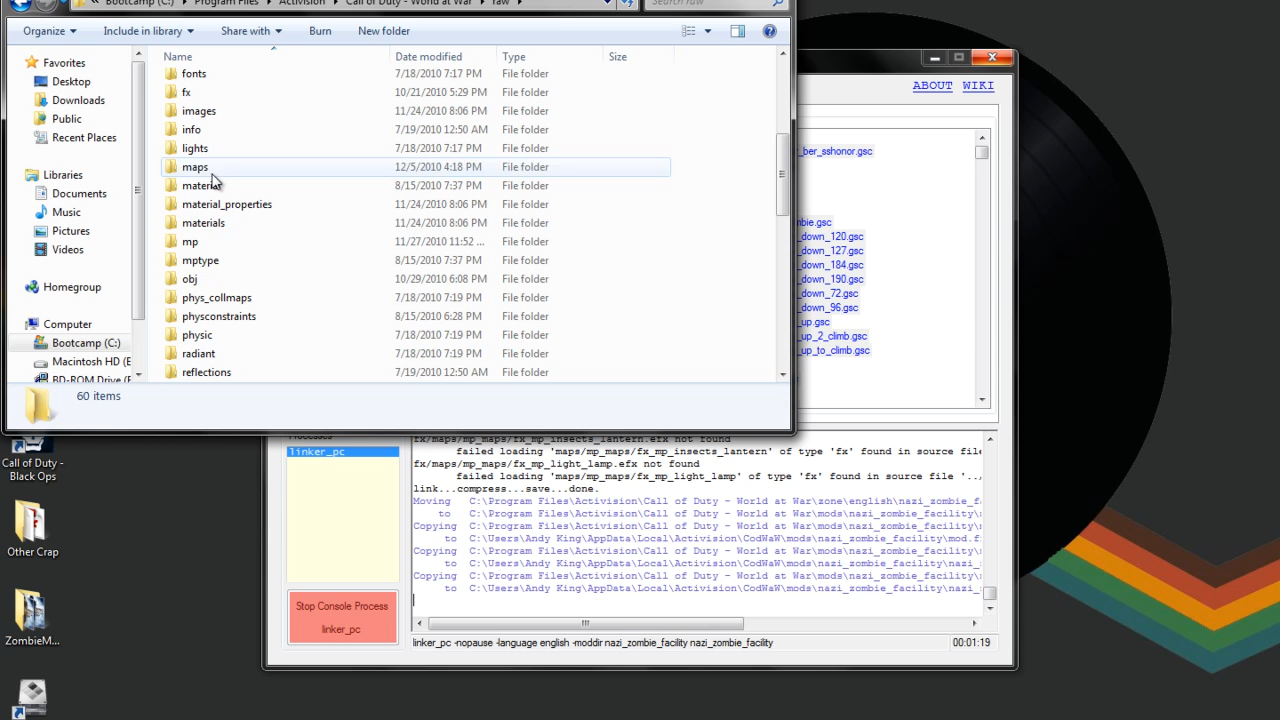 Bootcamp (C:) Program Files Activision Call of Duty - World at War raw
Search raw
Organize Include in library Share with Burn New folder
Name Date modified Type Size
Favorites
Desktop
Downloads
Public
Recent Places
Libraries
Documents
Music
Pictures
Videos
Homegroup
Computer
Bootcamp (C:)
Macintosh HD (E
BD-ROM Drive (F
fonts 7/18/2010 7:17 PM File folder
fx 10/21/2010 5:29 PM File folder
images 11/24/2010 8:06 PM File folder
info 7/19/2010 12:50 AM File folder
lights 7/18/2010 7:17 PM File folder
maps 12/5/2010 4:18 PM File folder
material 8/15/2010 7:37 PM File folder
material_properties 11/24/2010 8:06 PM File folder
materials 11/24/2010 8:06 PM File folder
mp 11/27/2010 11:52 ... File folder
mptype 8/15/2010 7:37 PM File folder
obj 10/29/2010 6:08 PM File folder
phys_collmaps 7/18/2010 7:19 PM File folder
physconstraints 8/15/2010 6:28 PM File folder
physic 7/18/2010 7:19 PM File folder
radiant 7/18/2010 7:19 PM File folder
reflections 7/19/2010 12:50 AM File folder
60 items
ABOUT WIKI
_ber_sshonor.gsc
mbie.gsc
_down_120.gsc
_down_127.gsc
_down_184.gsc
_down_190.gsc
_down_72.gsc
_down_96.gsc
_up.gsc
_up_2_climb.gsc
_up_to_climb.gsc
Processes
linker_pc
Stop Console Process
linker_pc
fx/maps/mp_maps/fx_mp_insects_lantern.efx not found
failed loading 'maps/mp_maps/fx_mp_insects_lantern' of type 'fx' found in source file
fx/maps/mp_maps/fx_mp_light_lamp.efx not found
failed loading 'maps/mp_maps/fx_mp_light_lamp' of type 'fx' found in source file '../
link...compress...save...done.
Moving C:\Program Files\Activision\Call of Duty - World at War\zone\english\nazi_zombie_f
to C:\Program Files\Activision\Call of Duty - World at War\mods\nazi_zombie_facility\n
Copying C:\Program Files\Activision\Call of Duty - World at War\mods\nazi_zombie_facility\m
to C:\Users\Andy King\AppData\Local\Activision\CodWaW\mods\nazi_zombie_facility\mod.f
Copying C:\Program Files\Activision\Call of Duty - World at War\mods\nazi_zombie_facility\n
to C:\Users\Andy King\AppData\Local\Activision\CodWaW\mods\nazi_zombie_facility\naz
Copying C:\Program Files\Activision\Call of Duty - World at War\mods\nazi_zombie_facility\n
to C:\Users\Andy King\AppData\Local\Activision\CodWaW\mods\nazi_zombie_facility\naz
linker_pc -nopause -language english -moddir nazi_zombie_facility nazi_zombie_facility 00:01:19
Call of Duty -
Black Ops
Other Crap
ZombieM...